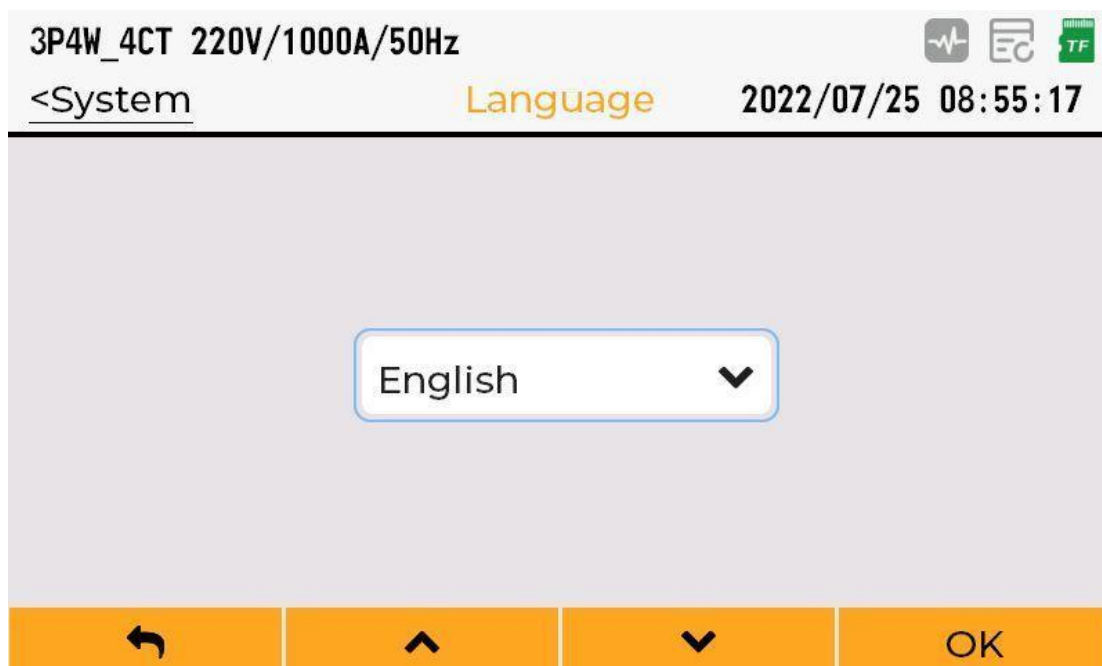 3P4W_4CT 220V/1000A/50Hz
TF
<System Language 2022/07/25 08:55:17
English
OK